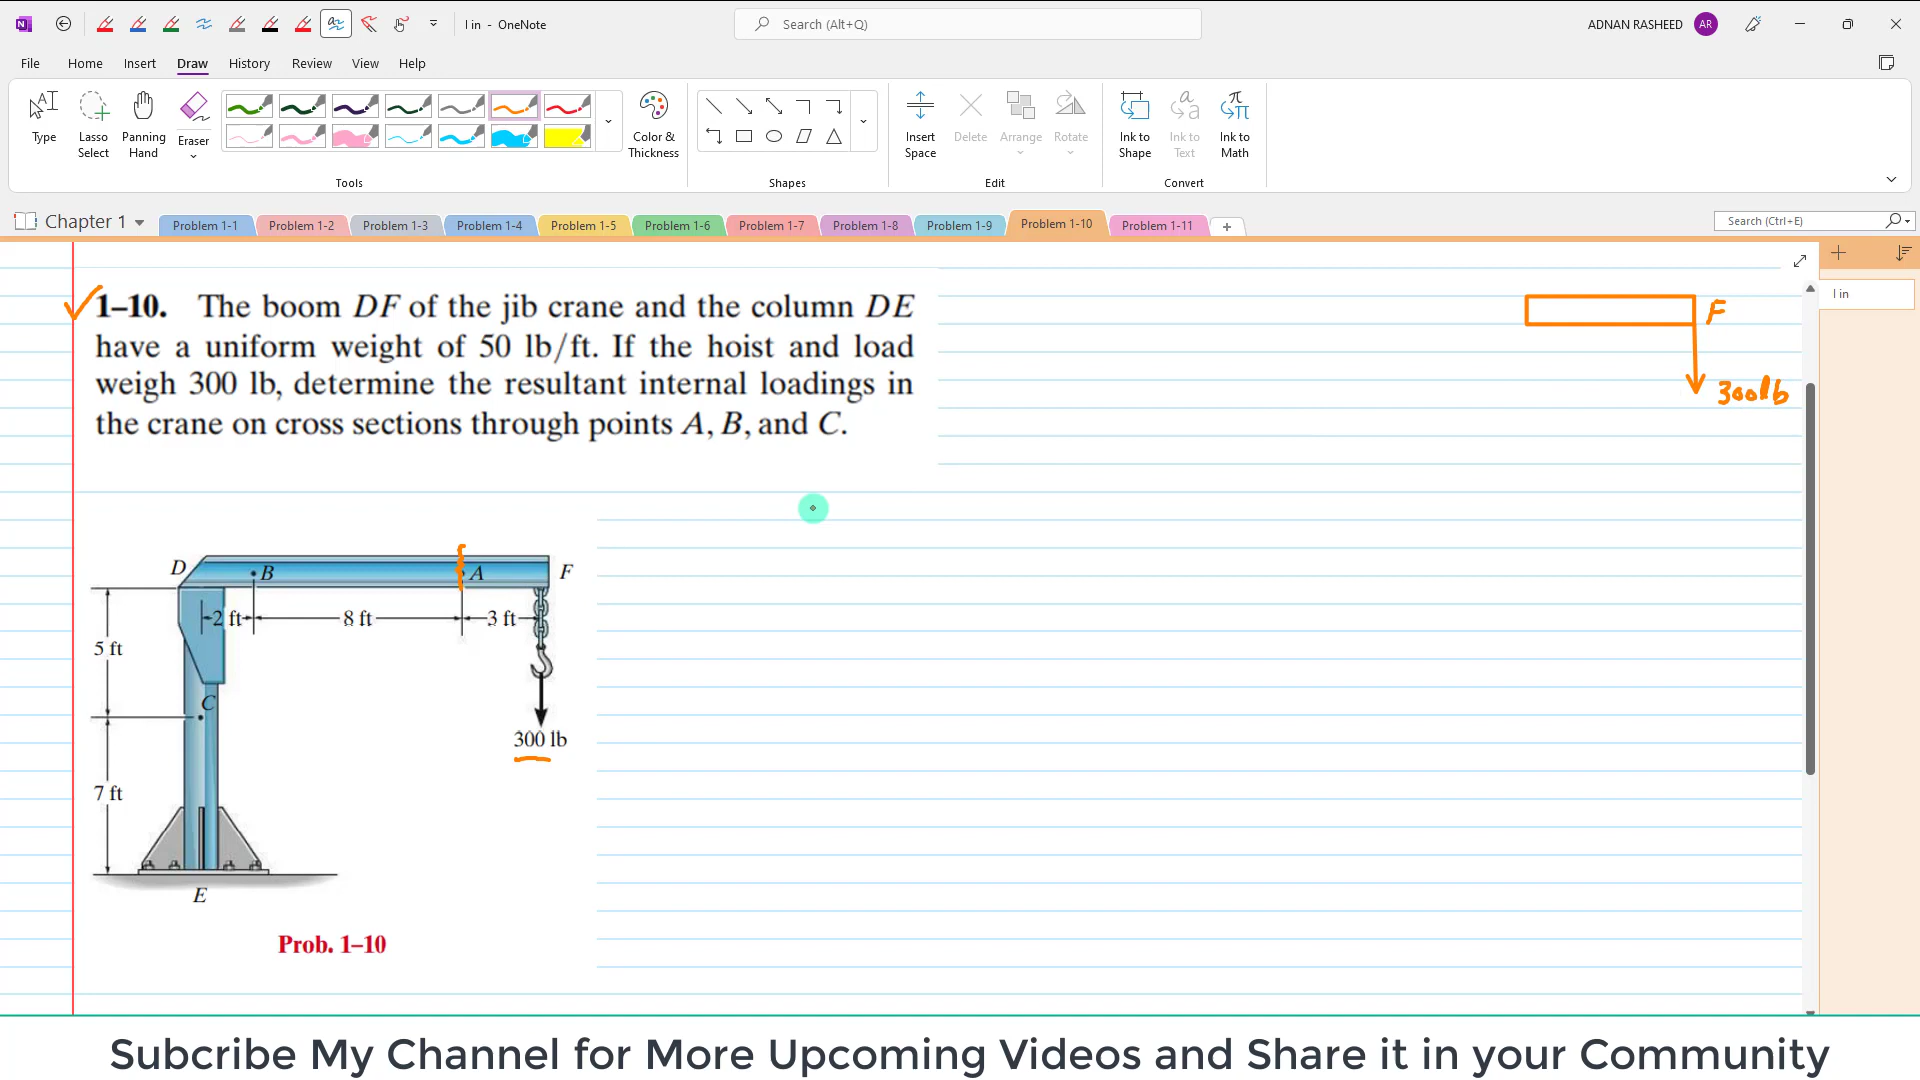 I in - OneNote
Search (Alt+Q)
ADNAN RASHEED AR
File Home Insert Draw History Review View Help
Type
Lasso Select
Panning Hand
Eraser
Color & Thickness
Insert Space
Delete
Arrange
Rotate
Ink to Shape
Ink to Text
Ink to Math
Tools
Shapes
Edit
Convert
Chapter 1
Problem 1-1 Problem 1-2 Problem 1-3 Problem 1-4 Problem 1-5 Problem 1-6 Problem 1-7 Problem 1-8 Problem 1-9 Problem 1-10 Problem 1-11
Search (Ctrl+E)
I in
1–10. The boom DF of the jib crane and the column DE
have a uniform weight of 50 lb/ft. If the hoist and load
weigh 300 lb, determine the resultant internal loadings in
the crane on cross sections through points A, B, and C.
F
300lb
D B A F
2 ft 8 ft 3 ft
5 ft
C
300 lb
7 ft
E
Prob. 1–10
Subcribe My Channel for More Upcoming Videos and Share it in your Community